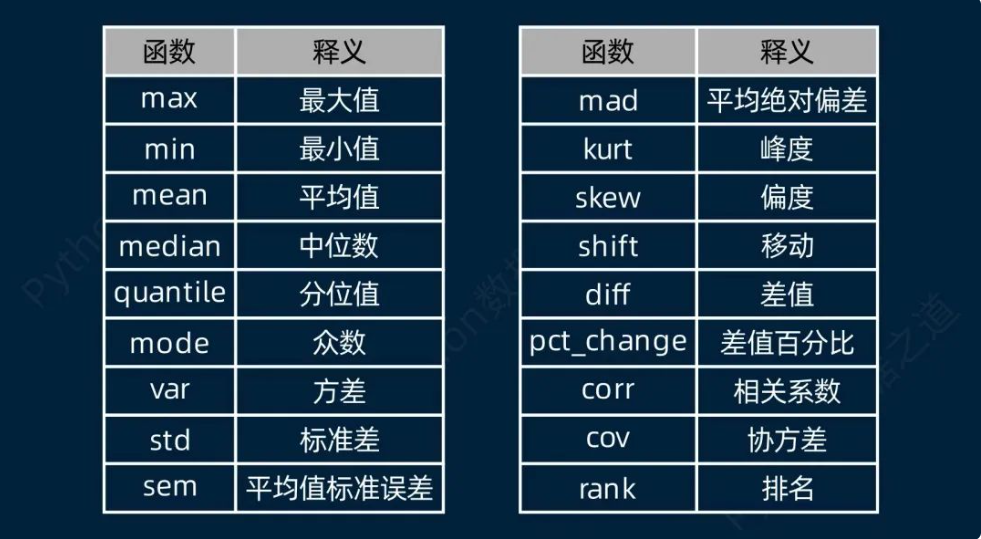 函数 释义
max 最大值
min 最小值
mean 平均值
median 中位数
quantile 分位值
mode 众数
var 方差
std 标准差
sem 平均值标准误差
函数 释义
mad 平均绝对偏差
kurt 峰度
skew 偏度
shift 移动
diff 差值
pct_change 差值百分比
corr 相关系数
cov 协方差
rank 排名